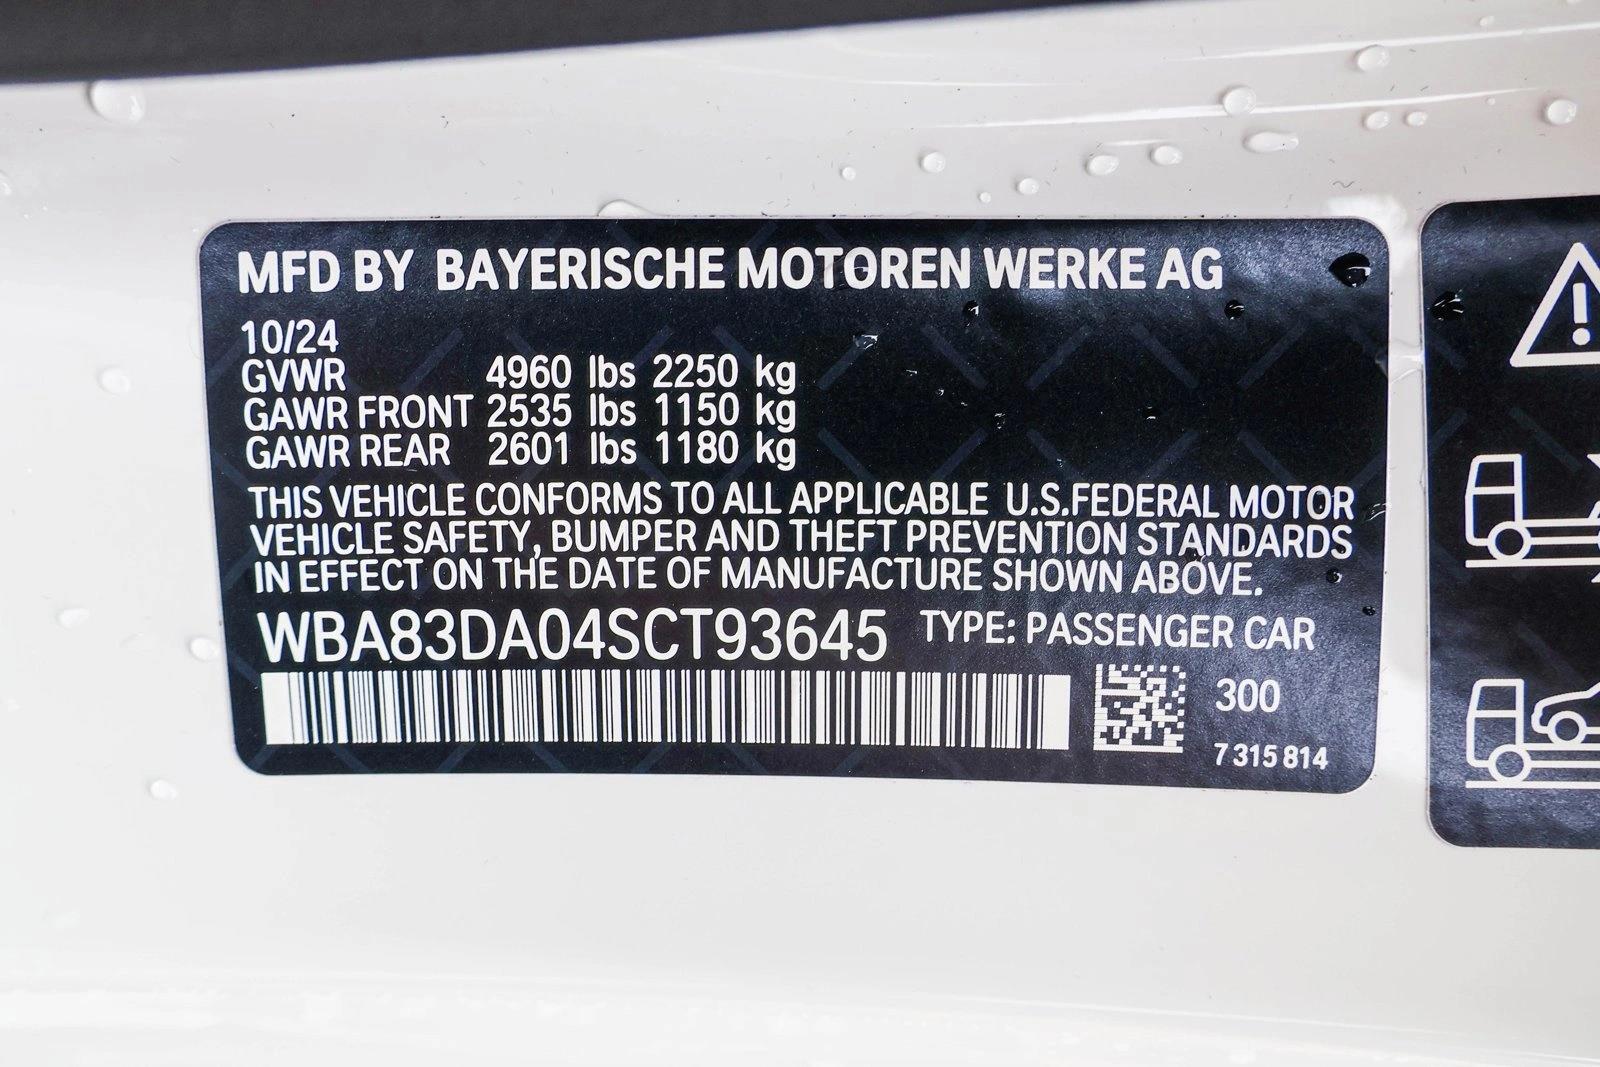 MFD BY BAYERISCHE MOTOREN WERKE AG
10/24
GVWR 4960 lbs 2250 kg
GAWR FRONT 2535 lbs 1150 kg
GAWR REAR 2601 lbs 1180 kg
THIS VEHICLE CONFORMS TO ALL APPLICABLE U.S.FEDERAL MOTOR
VEHICLE SAFETY, BUMPER AND THEFT PREVENTION STANDARDS
IN EFFECT ON THE DATE OF MANUFACTURE SHOWN ABOVE.
WBA83DA04SCT93645 TYPE: PASSENGER CAR
300
7 315 814